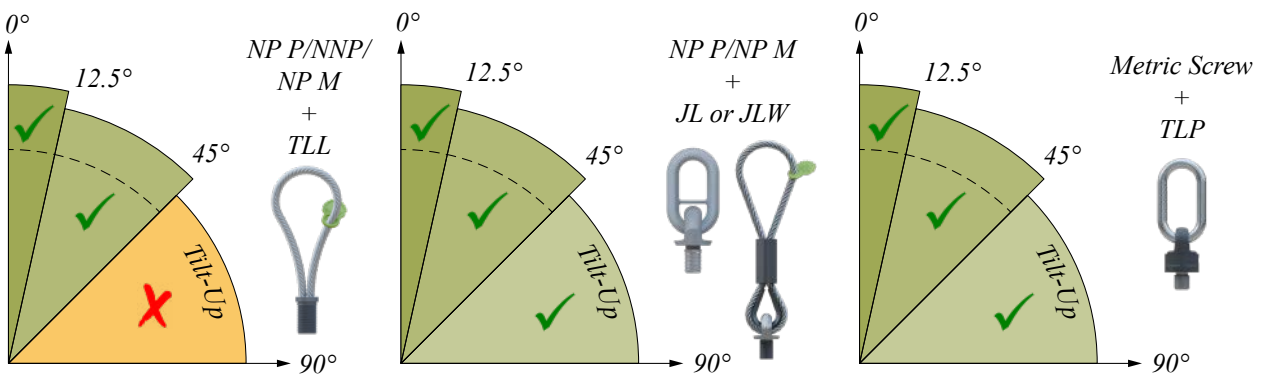 0°
12.5°
45°
Tilt-Up
90°
NP P/NNP/
NP M
+
TLL
0°
12.5°
45°
Tilt-Up
90°
NP P/NP M
+
JL or JLW
0°
12.5°
45°
Tilt-Up
90°
Metric Screw
+
TLP